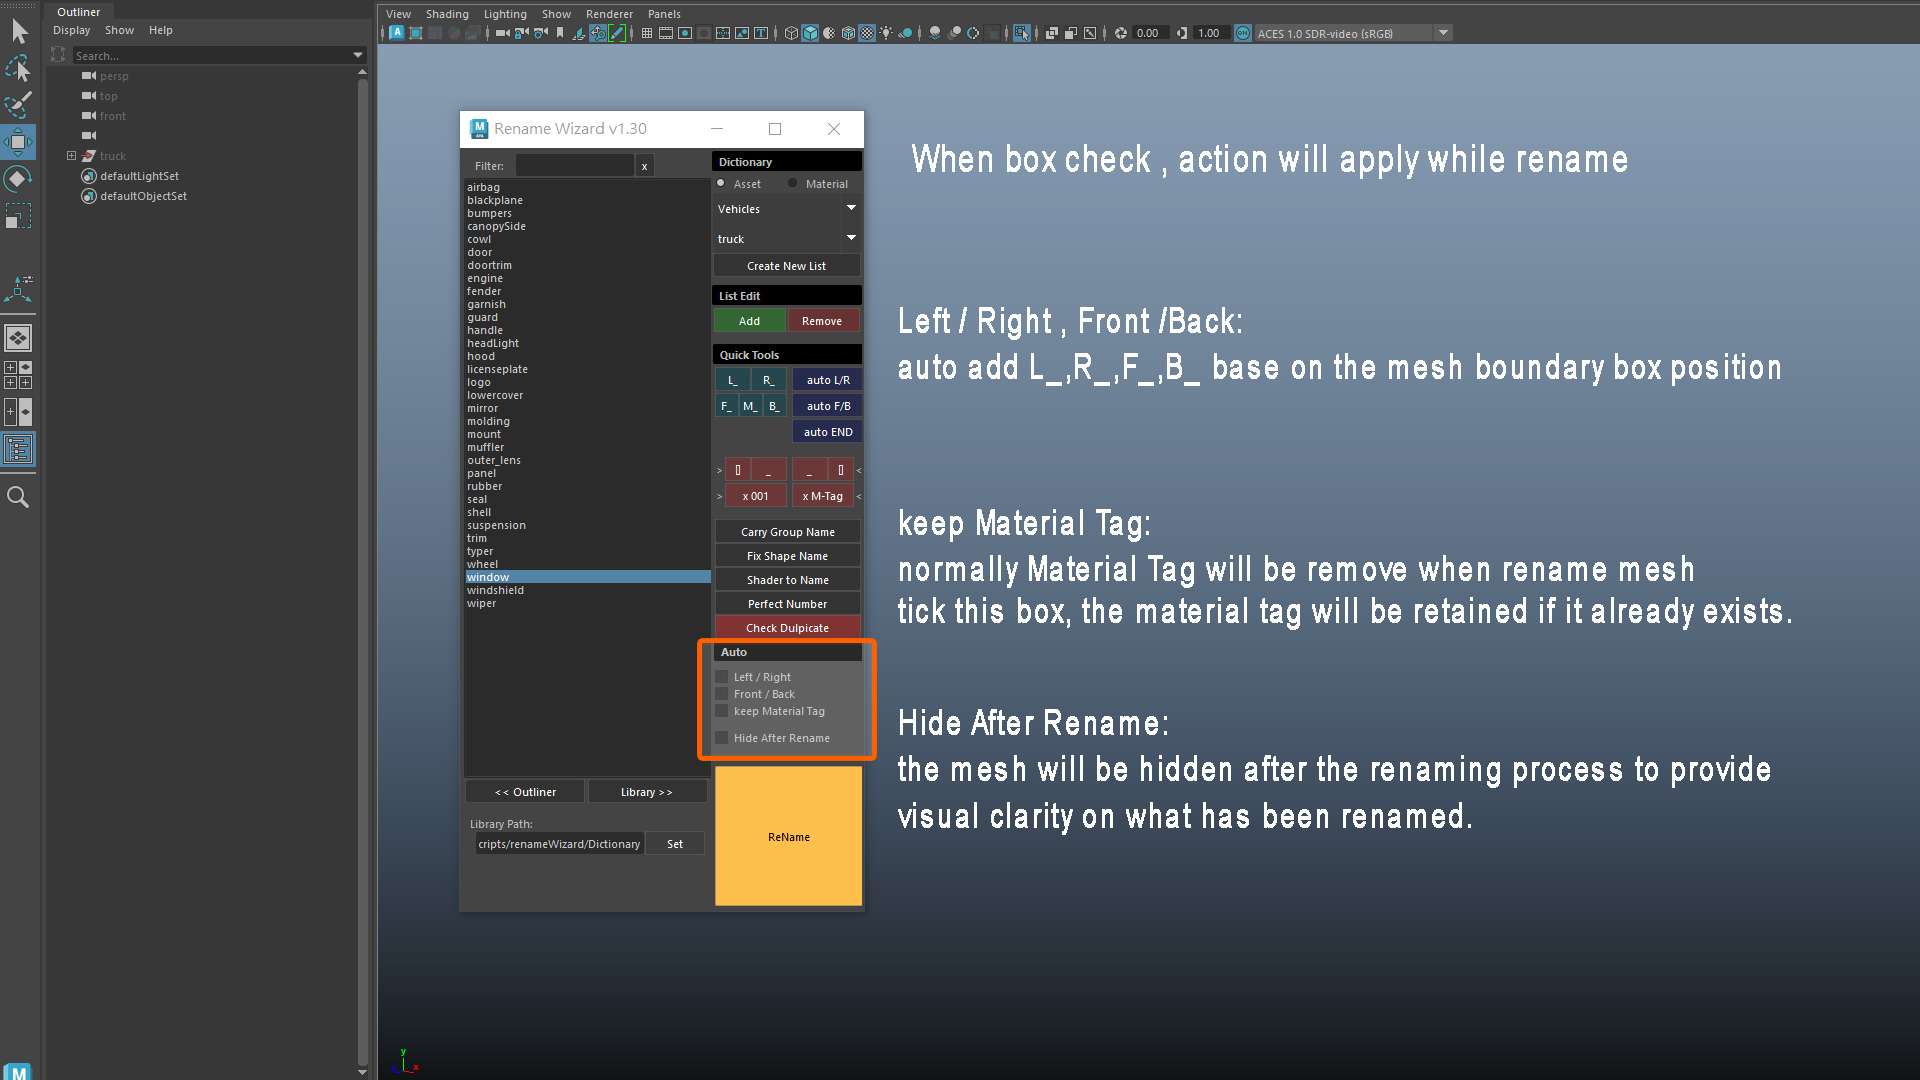 Outliner
Display Show Help
Search...
persp
top
front
truck
defaultLightSet
defaultObjectSet
View Shading Lighting Show Renderer Panels
0.00 1.00 ON ACES 1.0 SDR-video (sRGB)
Rename Wizard v1.30
Filter: x
airbag
blackplane
bumpers
canopySide
cowl
door
doortrim
engine
fender
garnish
guard
handle
headLight
hood
licenseplate
logo
lowercover
mirror
molding
mount
muffler
outer_lens
panel
rubber
seal
shell
suspension
trim
typer
wheel
window
windshield
wiper
<< Outliner Library >>
Library Path:
cripts/renameWizard/Dictionary Set
Dictionary
Asset Material
Vehicles
truck
Create New List
List Edit
Add Remove
Quick Tools
L_ R_ auto L/R
F_ M_ B_ auto F/B
auto END
> [] _ _ [] <
> x 001 x M-Tag <
Carry Group Name
Fix Shape Name
Shader to Name
Perfect Number
Check Dulpicate
Auto
Left / Right
Front / Back
keep Material Tag
Hide After Rename
ReName
When box check , action will apply while rename
Left / Right , Front /Back:
auto add L_,R_,F_,B_ base on the mesh boundary box position
keep Material Tag:
normally Material Tag will be remove when rename mesh
tick this box, the material tag will be retained if it already exists.
Hide After Rename:
the mesh will be hidden after the renaming process to provide
visual clarity on what has been renamed.
y
x
M